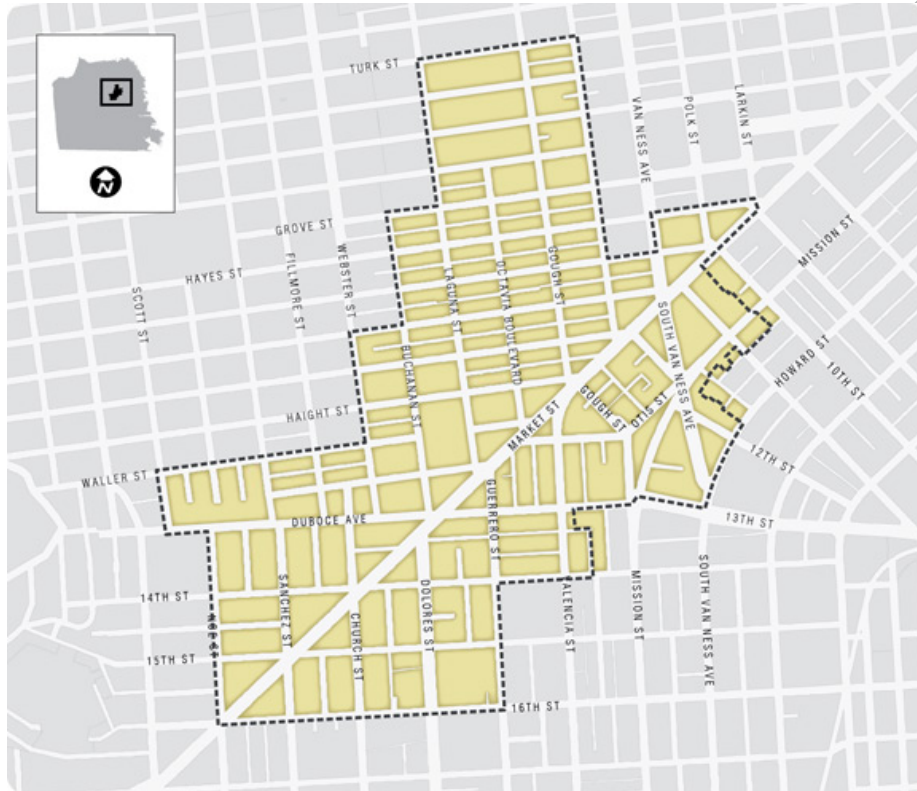 TURK ST
LARKIN ST
VAN NESS AVE
POLK ST
N
GROVE ST
MISSION ST
HAYES ST
WEBSTER ST
FILLMORE ST
GOUGH ST
LAGUNA ST
OCTAVIA BOULEVARD
SCOTT ST
SOUTH VAN NESS AVE
HOWARD ST
10TH ST
BUCHANAN ST
HAIGHT ST
GOUGH ST
OTIS ST
MARKET ST
12TH ST
WALLER ST
GUERRERO ST
DUBOCE AVE
13TH ST
SANCHEZ ST
DOLORES ST
ALENCIA ST
MISSION ST
SOUTH VAN NESS AVE
14TH ST
CHURCH ST
15TH ST
16TH ST